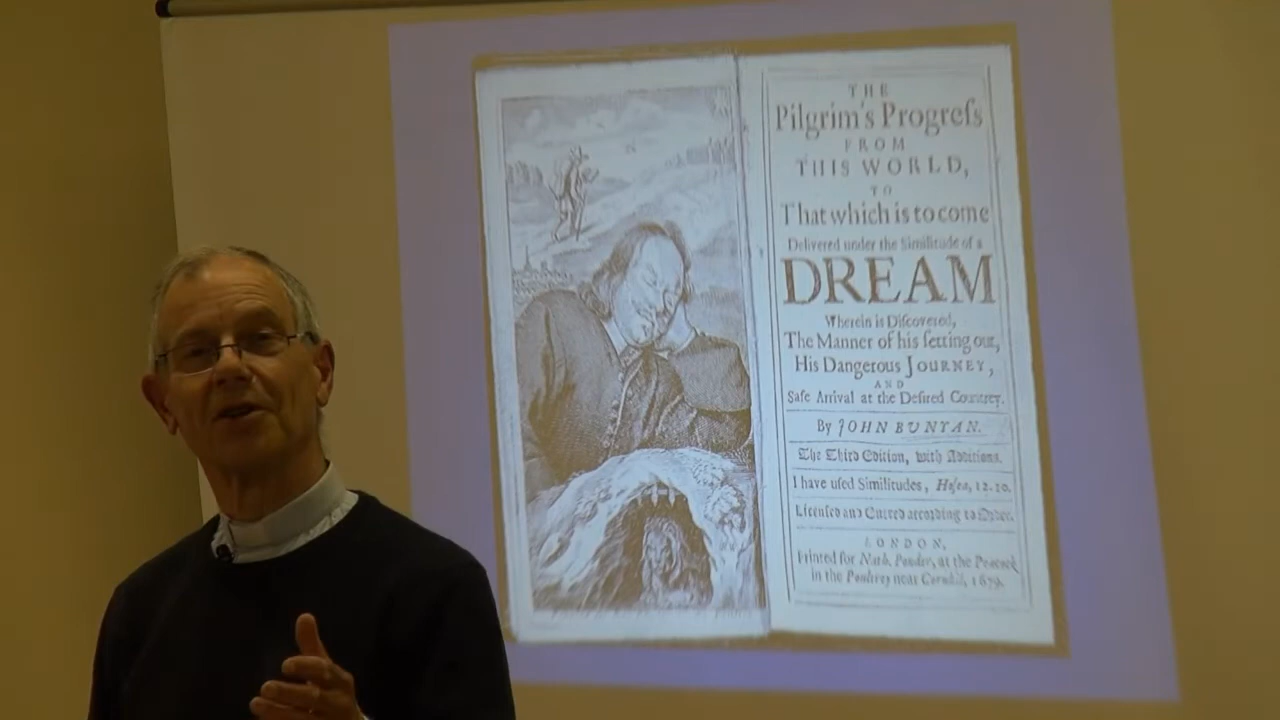 THE
Pilgrim's Progreſs
FROM
THIS WORLD,
TO
That which is to come
Delivered under the Similitude of a
DREAM
Wherein is Diſcovered,
The Manner of his ſetting out,
His Dangerous JOURNEY,
AND
Safe Arrival at the Deſired Countrey.
By JOHN BUNYAN.
The Third Edition, with Additions.
I have uſed Similitudes, Hoſea, 12.10.
Licenſed and Entred according to Order.
LONDON,
Printed for Nath. Ponder, at the Peacock
in the Poultrey near Cornhil, 1679.